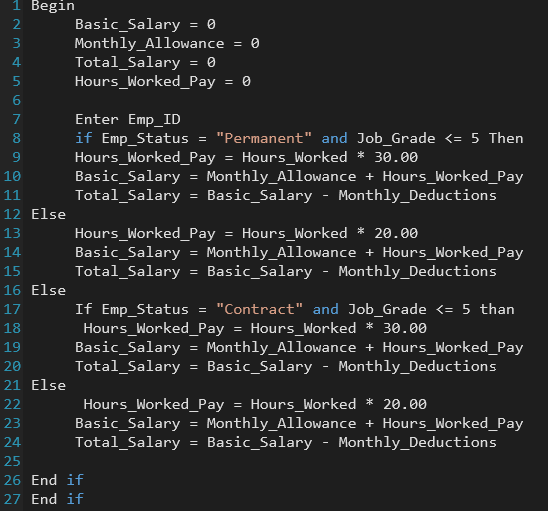 1 Begin
2 Basic_Salary = 0
3 Monthly_Allowance = 0
4 Total_Salary = 0
5 Hours_Worked_Pay = 0
6
7 Enter Emp_ID
8 if Emp_Status = "Permanent" and Job_Grade <= 5 Then
9 Hours_Worked_Pay = Hours_Worked * 30.00
10 Basic_Salary = Monthly_Allowance + Hours_Worked_Pay
11 Total_Salary = Basic_Salary - Monthly_Deductions
12 Else
13 Hours_Worked_Pay = Hours_Worked * 20.00
14 Basic_Salary = Monthly_Allowance + Hours_Worked_Pay
15 Total_Salary = Basic_Salary - Monthly_Deductions
16 Else
17 If Emp_Status = "Contract" and Job_Grade <= 5 than
18 Hours_Worked_Pay = Hours_Worked * 30.00
19 Basic_Salary = Monthly_Allowance + Hours_Worked_Pay
20 Total_Salary = Basic_Salary - Monthly_Deductions
21 Else
22 Hours_Worked_Pay = Hours_Worked * 20.00
23 Basic_Salary = Monthly_Allowance + Hours_Worked_Pay
24 Total_Salary = Basic_Salary - Monthly_Deductions
25
26 End if
27 End if